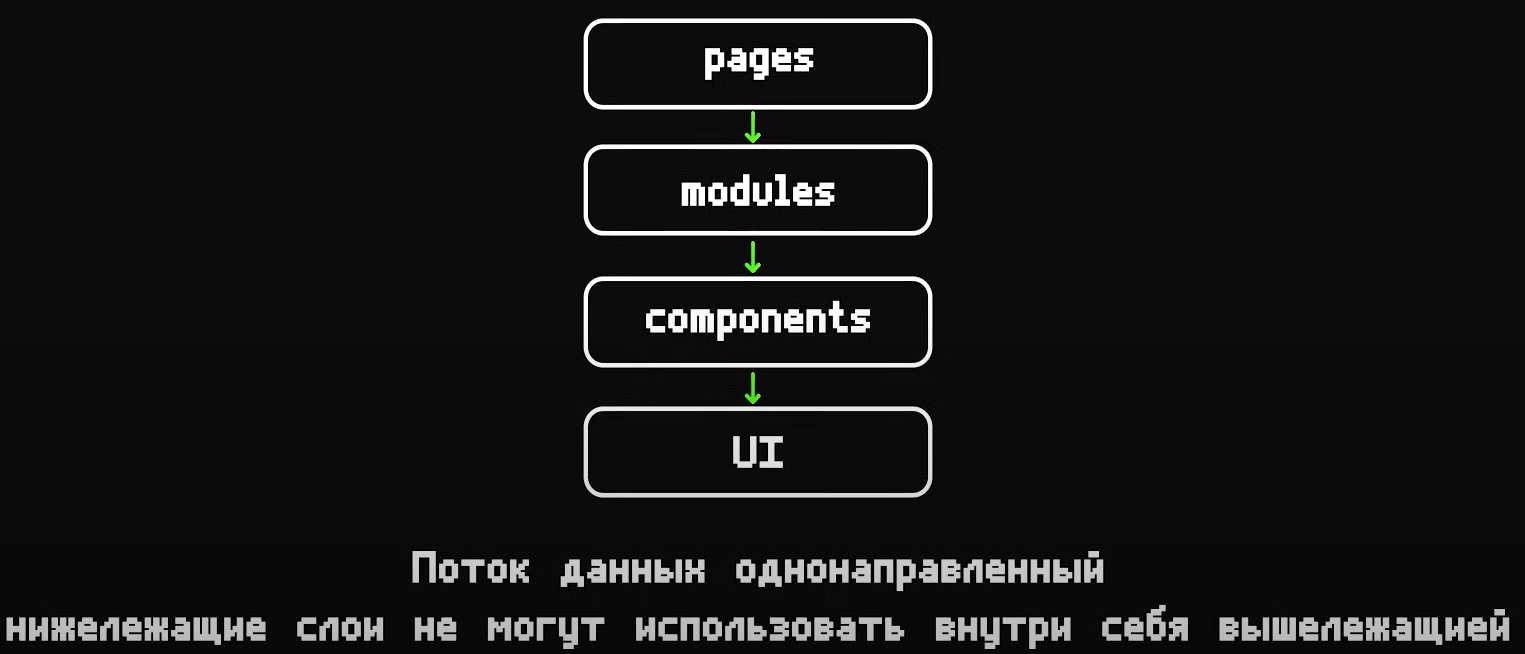 pages
modules
components
UI
Поток данных однонаправленный
нижележащие слои не могут использовать внутри себя вышележащией